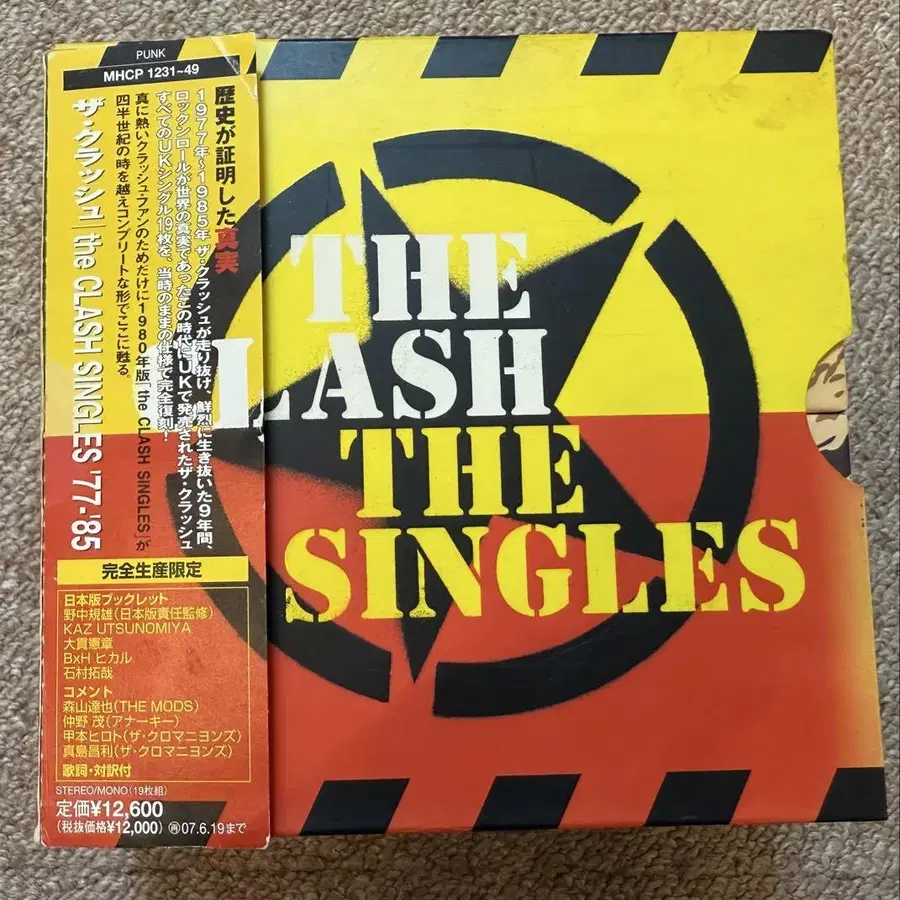 PUNK
MHCP 1231~49
歴史が証明した真実
1977年~1985年 ザ・クラッシュが走り抜け、鮮烈に生き抜いた9年間、
ロックンロールが世界の真実であったこの時代にUKで発売されたザ・クラッシュ
すべてのUKシングル19枚を、当時のままの仕様で完全復刻!
真に熱いクラッシュ・ファンのためだけに1980年版「the CLASH SINGLES」が
四半世紀の時を越えコンプリートな形でここに甦る。
ザ・クラッシュ | the CLASH SINGLES '77-'85
完全生産限定
日本版ブックレット
野中規雄(日本版責任監修)
KAZ UTSUNOMIYA
大貫憲章
B×H ヒカル
石村拓哉
コメント
森山達也(THE MODS)
仲野 茂(アナーキー)
甲本ヒロト(ザ・クロマニヨンズ)
真島昌利(ザ・クロマニヨンズ)
歌詞・対訳付
STEREO/MONO(19枚組)
定価¥12,600
(税抜価格¥12,000) 再07.6.19まで
THE
LASH
THE
SINGLES